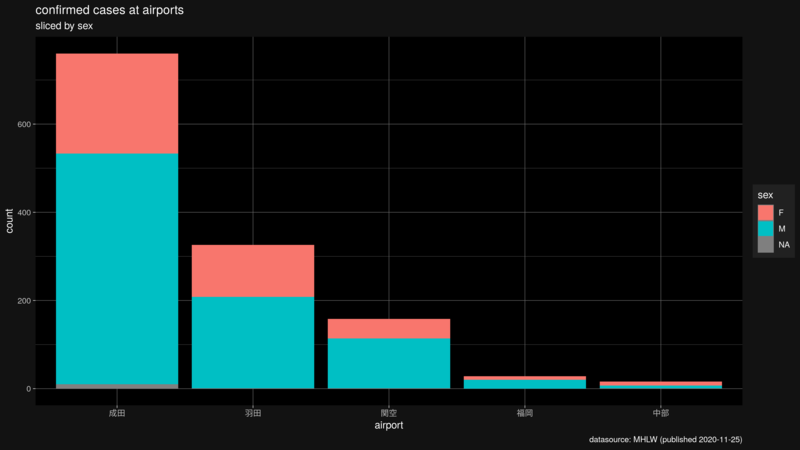 confirmed cases at airports
sliced by sex
600
400
200
0
count
成田 羽田 関空 福岡 中部
airport
sex
F
M
NA
datasource: MHLW (published 2020-11-25)